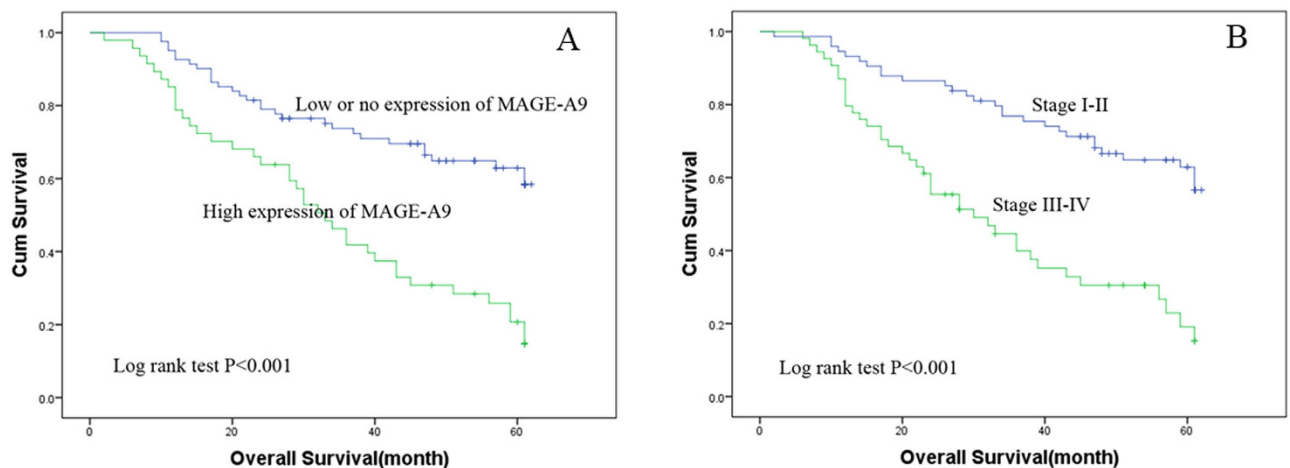 A
1.0
0.8
0.6
0.4
0.2
0.0
Cum Survival
Low or no expression of MAGE-A9
High expression of MAGE-A9
Log rank test P<0.001
0 20 40 60
Overall Survival(month)
B
1.0
0.8
0.6
0.4
0.2
0.0
Cum Survival
Stage I-II
Stage III-IV
Log rank test P<0.001
0 20 40 60
Overall Survival(month)